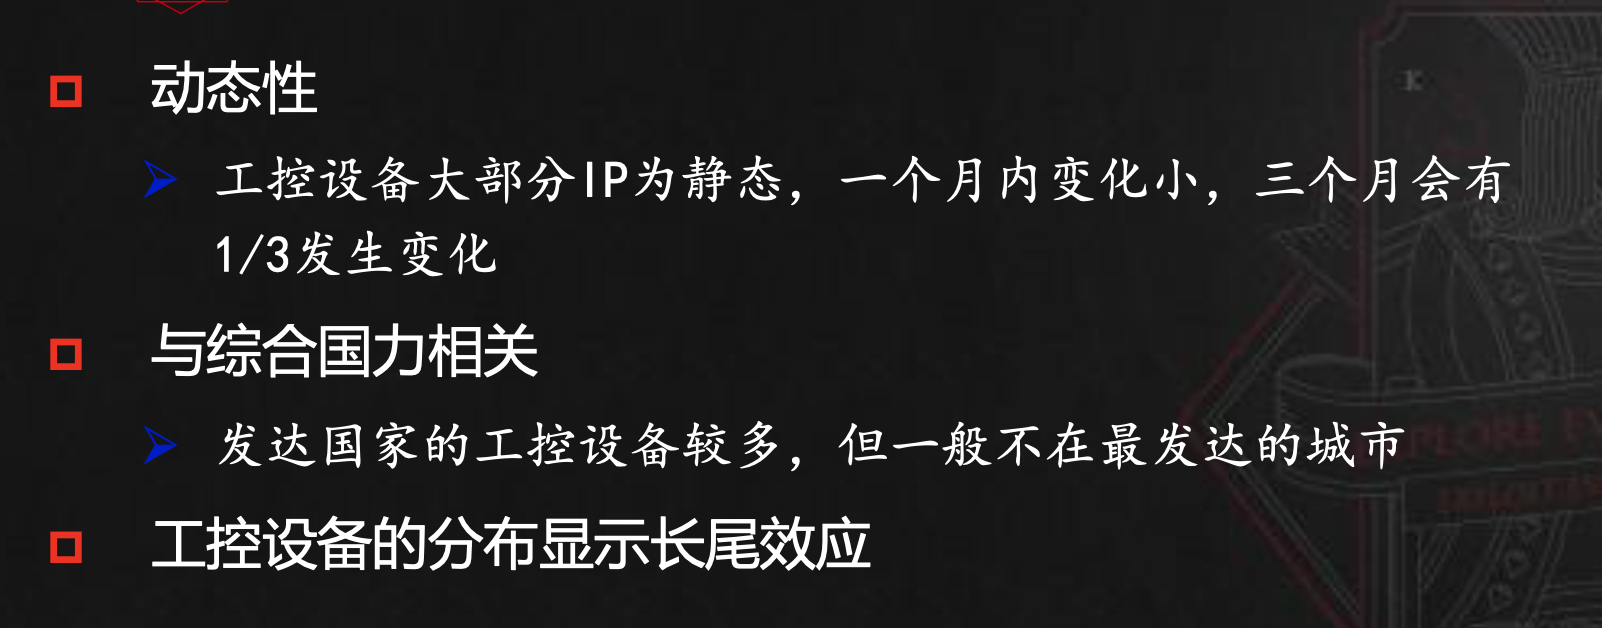 动态性
工控设备大部分IP为静态，一个月内变化小，三个月会有
1/3发生变化
与综合国力相关
发达国家的工控设备较多，但一般不在最发达的城市
工控设备的分布显示长尾效应
K